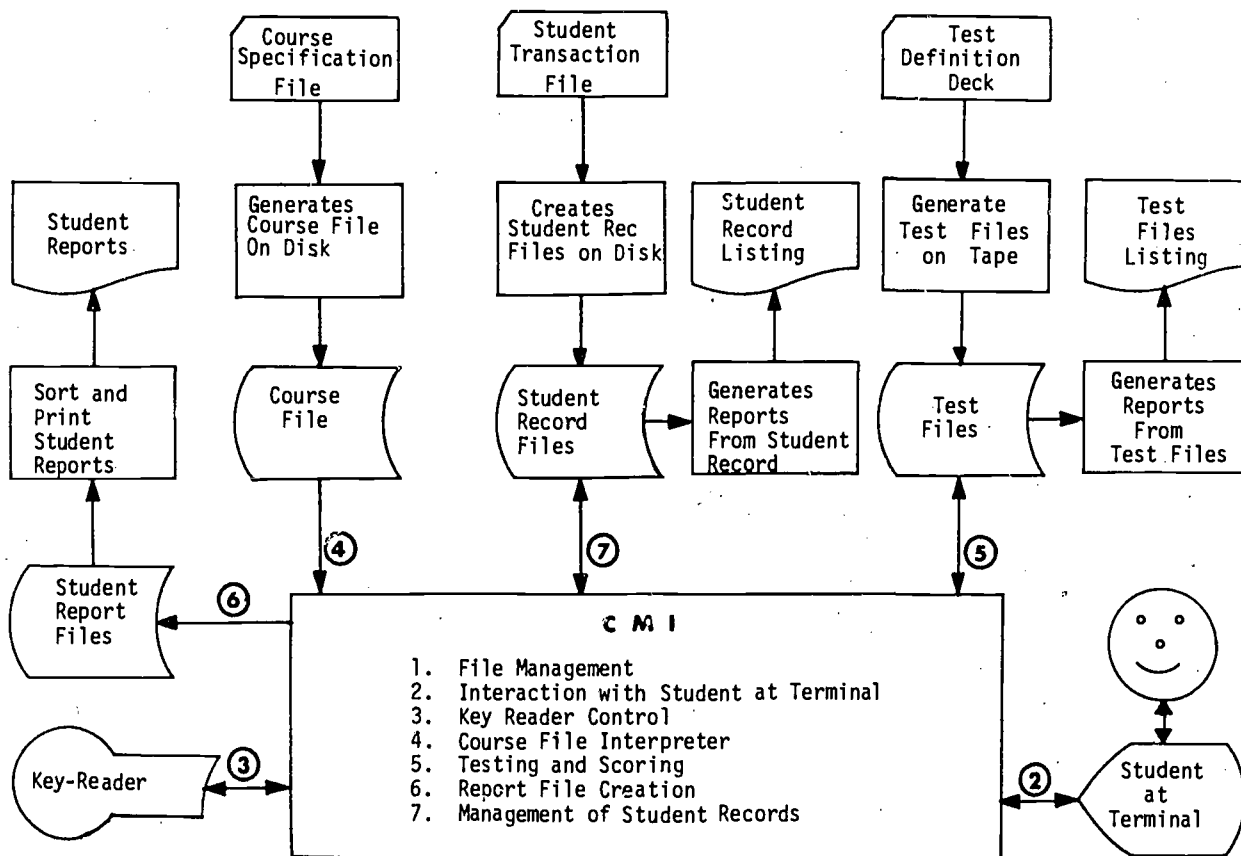 Course
Specification
File
Student
Transaction
File
Test
Definition
Deck
Student
Reports
Generates
Course File
On Disk
Creates
Student Rec
Files on Disk
Student
Record
Listing
Generate
Test Files
on Tape
Test
Files
Listing
Sort and
Print
Student
Reports
Course
File
Student
Record
Files
Generates
Reports
From Student
Record
Test
Files
Generates
Reports
From
Test Files
4
7
5
Student
Report
Files
6
C M I
1. File Management
2. Interaction with Student at Terminal
3. Key Reader Control
4. Course File Interpreter
5. Testing and Scoring
6. Report File Creation
7. Management of Student Records
Key-Reader
3
2
Student
at
Terminal